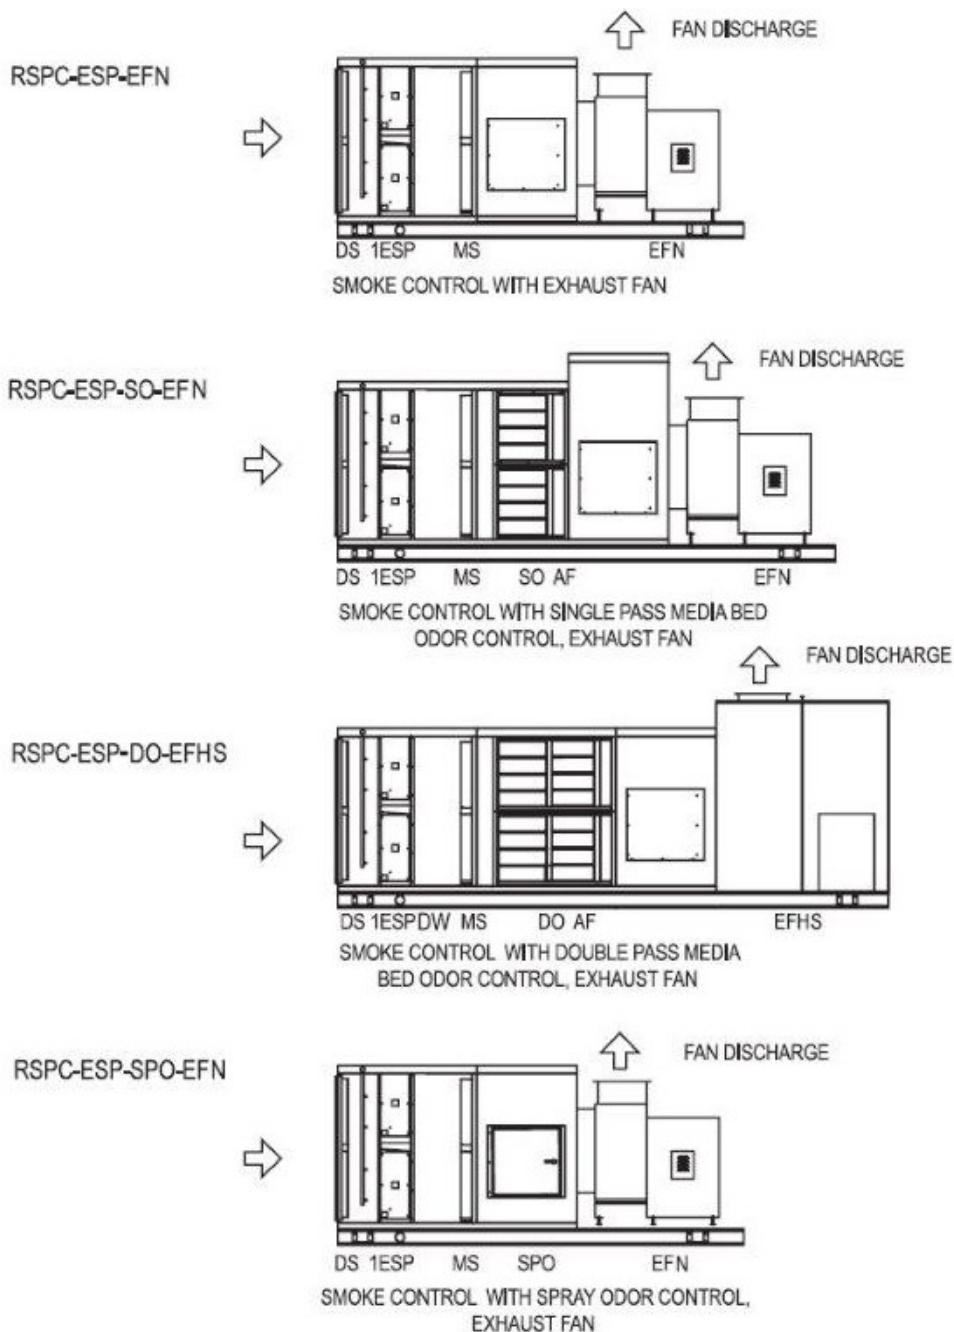 FAN DISCHARGE
RSPC-ESP-EFN
DS 1ESP MS EFN
SMOKE CONTROL WITH EXHAUST FAN
FAN DISCHARGE
RSPC-ESP-SO-EFN
DS 1ESP MS SO AF EFN
SMOKE CONTROL WITH SINGLE PASS MEDIA BED
ODOR CONTROL, EXHAUST FAN
FAN DISCHARGE
RSPC-ESP-DO-EFHS
DS 1ESP DW MS DO AF EFHS
SMOKE CONTROL WITH DOUBLE PASS MEDIA
BED ODOR CONTROL, EXHAUST FAN
FAN DISCHARGE
RSPC-ESP-SPO-EFN
DS 1ESP MS SPO EFN
SMOKE CONTROL WITH SPRAY ODOR CONTROL,
EXHAUST FAN